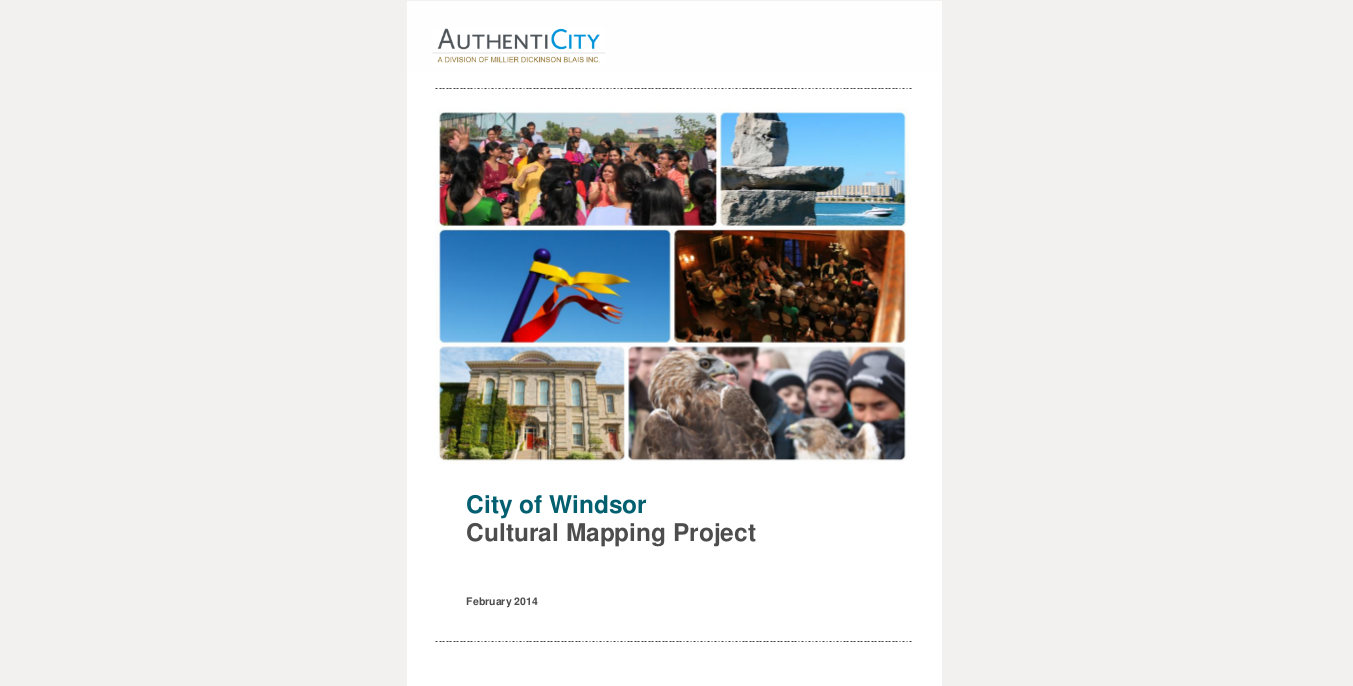 AUTHENTICITY
A DIVISION OF MILLIER DICKINSON BLAIS INC.
City of Windsor
Cultural Mapping Project
February 2014